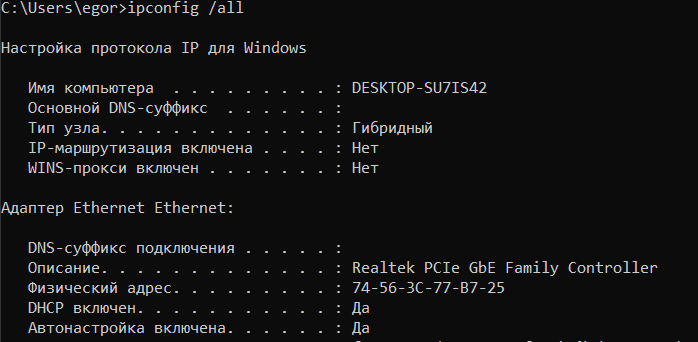 C:\Users\egor>ipconfig /all
Настройка протокола IP для Windows
Имя компьютера . . . . . . . . . : DESKTOP-SU7IS42
Основной DNS-суффикс . . . . . . :
Тип узла. . . . . . . . . . . . . : Гибридный
IP-маршрутизация включена . . . . : Нет
WINS-прокси включен . . . . . . . : Нет
Адаптер Ethernet Ethernet:
DNS-суффикс подключения . . . . . :
Описание. . . . . . . . . . . . . : Realtek PCIe GbE Family Controller
Физический адрес. . . . . . . . . : 74-56-3C-77-B7-25
DHCP включен. . . . . . . . . . . : Да
Автонастройка включена. . . . . . : Да